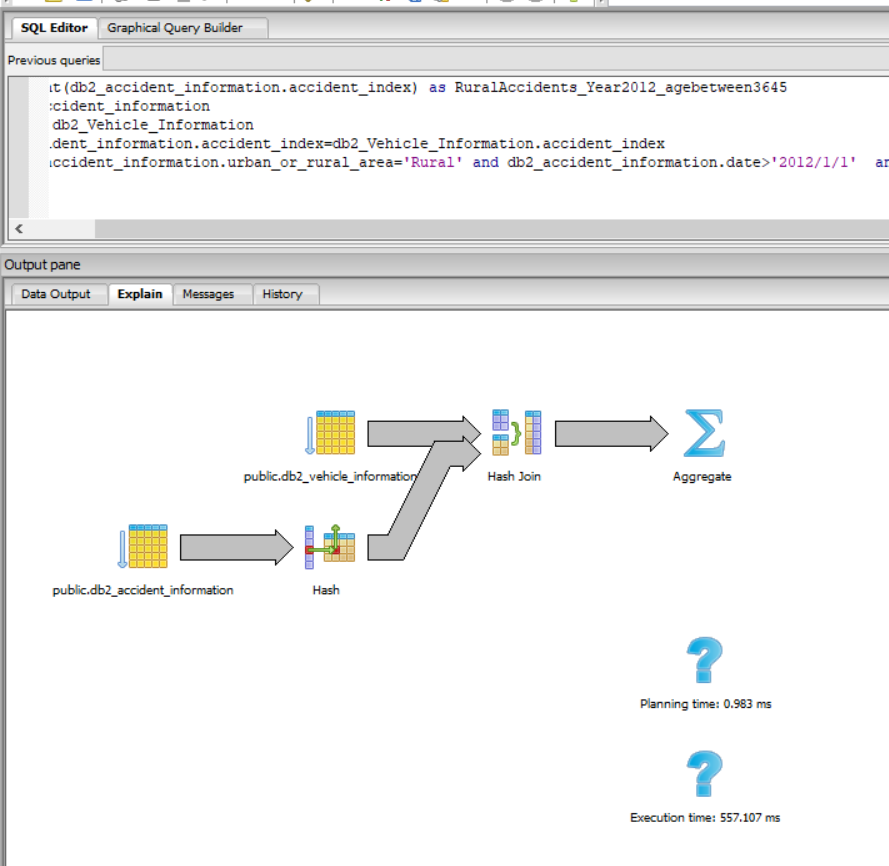 SQL Editor
Graphical Query Builder
Previous queries
t(db2_accident_information.accident_index) as RuralAccidents_Year2012_agebetween3645
ccident_information
db2_Vehicle_Information
dent_information.accident_index=db2_Vehicle_Information.accident_index
accident_information.urban_or_rural_area='Rural' and db2_accident_information.date>'2012/1/1'
Output pane
Data Output
Explain
Messages
History
public.db2_vehicle_information
Hash Join
Aggregate
public.db2_accident_information
Hash
Planning time: 0.983 ms
Execution time: 557.107 ms